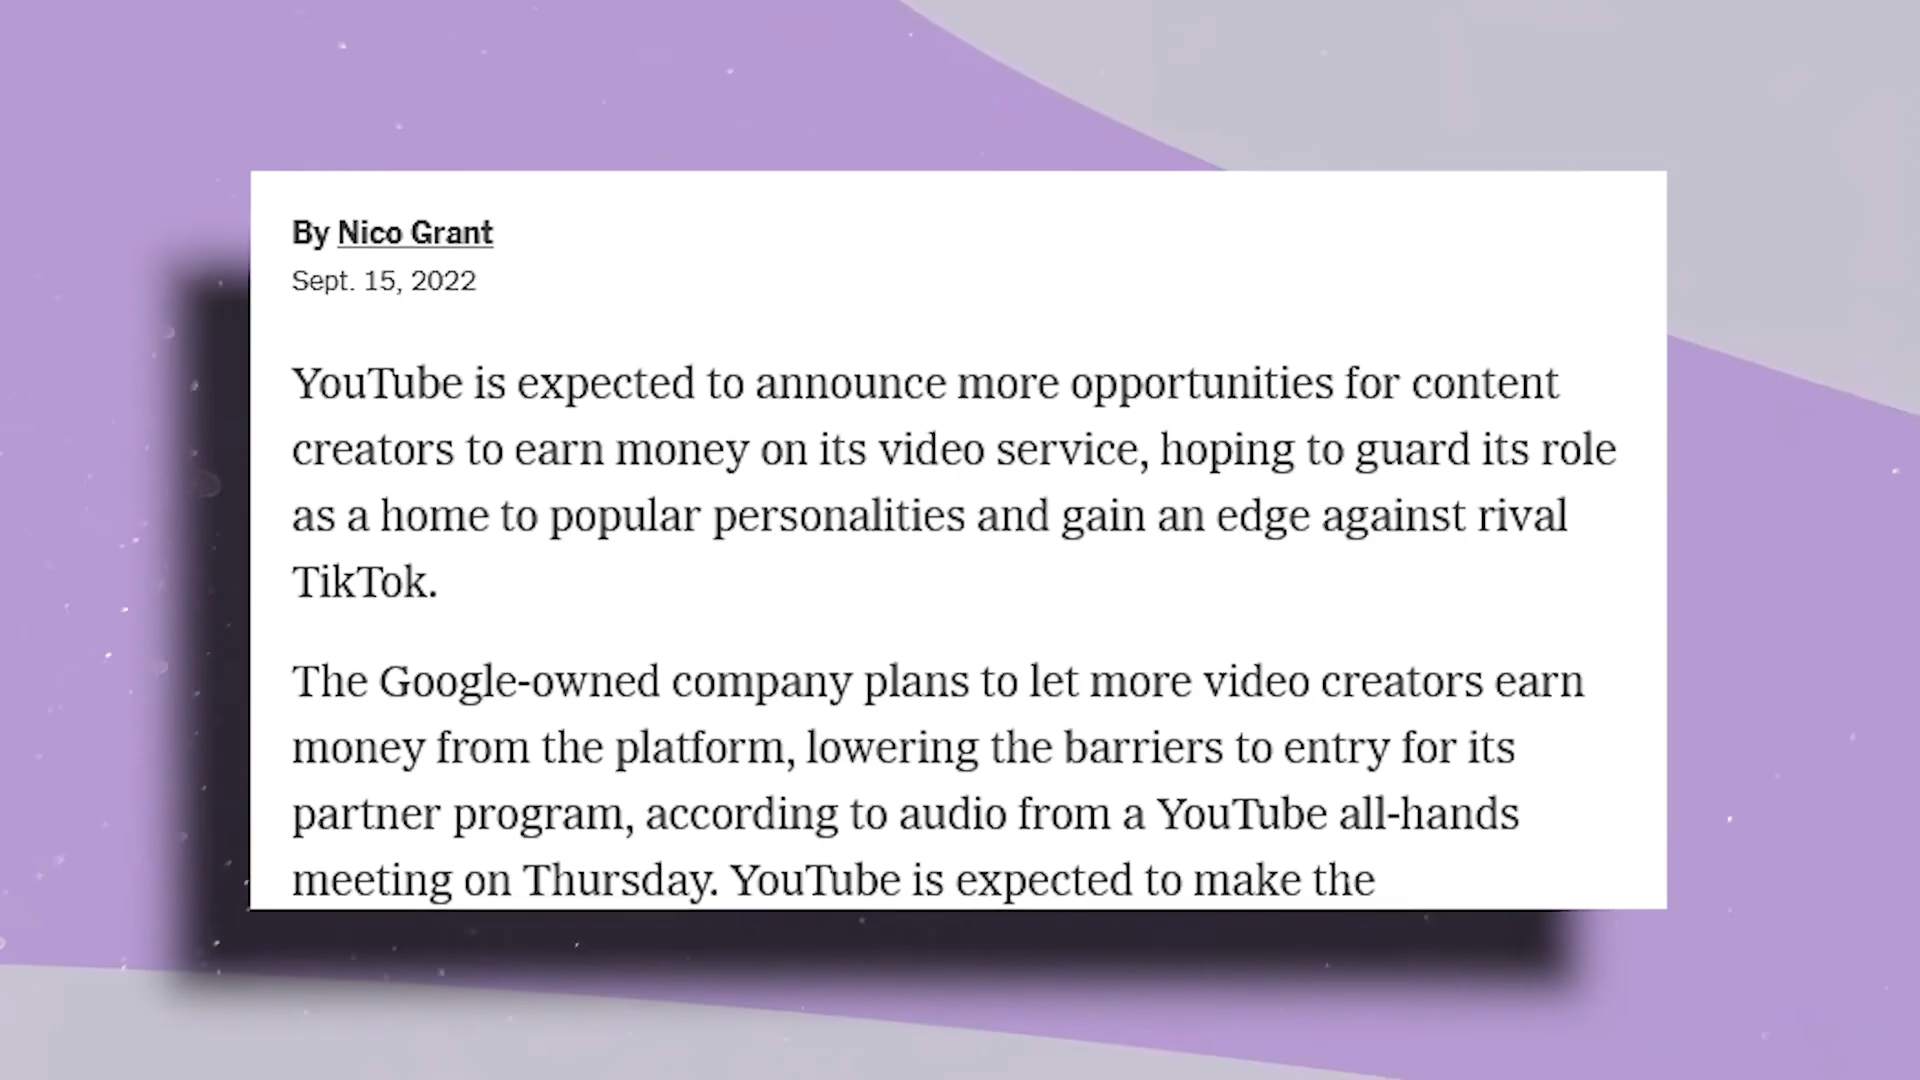 By Nico Grant
Sept. 15, 2022
YouTube is expected to announce more opportunities for content
creators to earn money on its video service, hoping to guard its role
as a home to popular personalities and gain an edge against rival
TikTok.
The Google-owned company plans to let more video creators earn
money from the platform, lowering the barriers to entry for its
partner program, according to audio from a YouTube all-hands
meeting on Thursday. YouTube is expected to make the